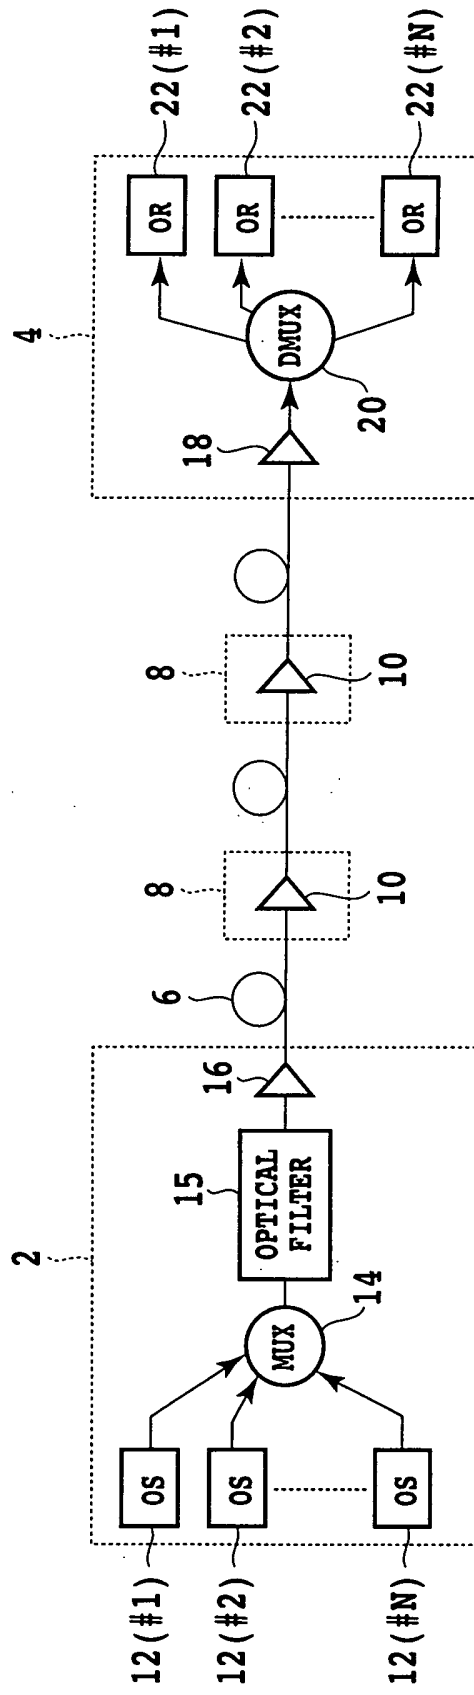 2
4
12(#1)
OS
12(#2)
OS
12(#N)
OS
MUX
14
15
OPTICAL
FILTER
16
6
8
10
8
10
18
DMUX
20
OR
22(#1)
OR
22(#2)
OR
22(#N)